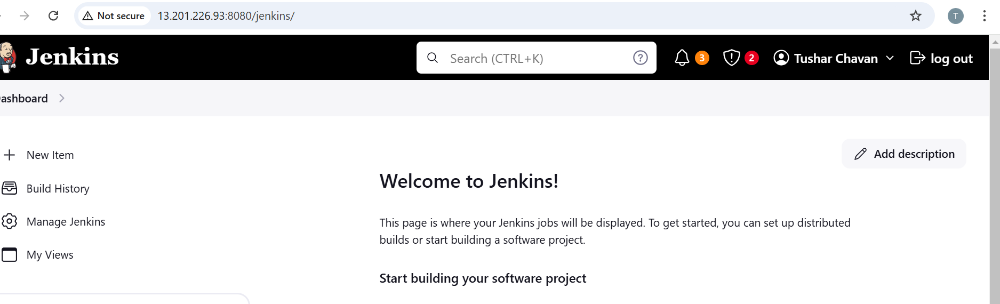 Not secure 13.201.226.93:8080/jenkins/ T
Jenkins Search (CTRL+K) ? 3 2 Tushar Chavan log out
ashboard
New Item
Add description
Welcome to Jenkins!
Build History
Manage Jenkins
This page is where your Jenkins jobs will be displayed. To get started, you can set up distributed
builds or start building a software project.
My Views
Start building your software project